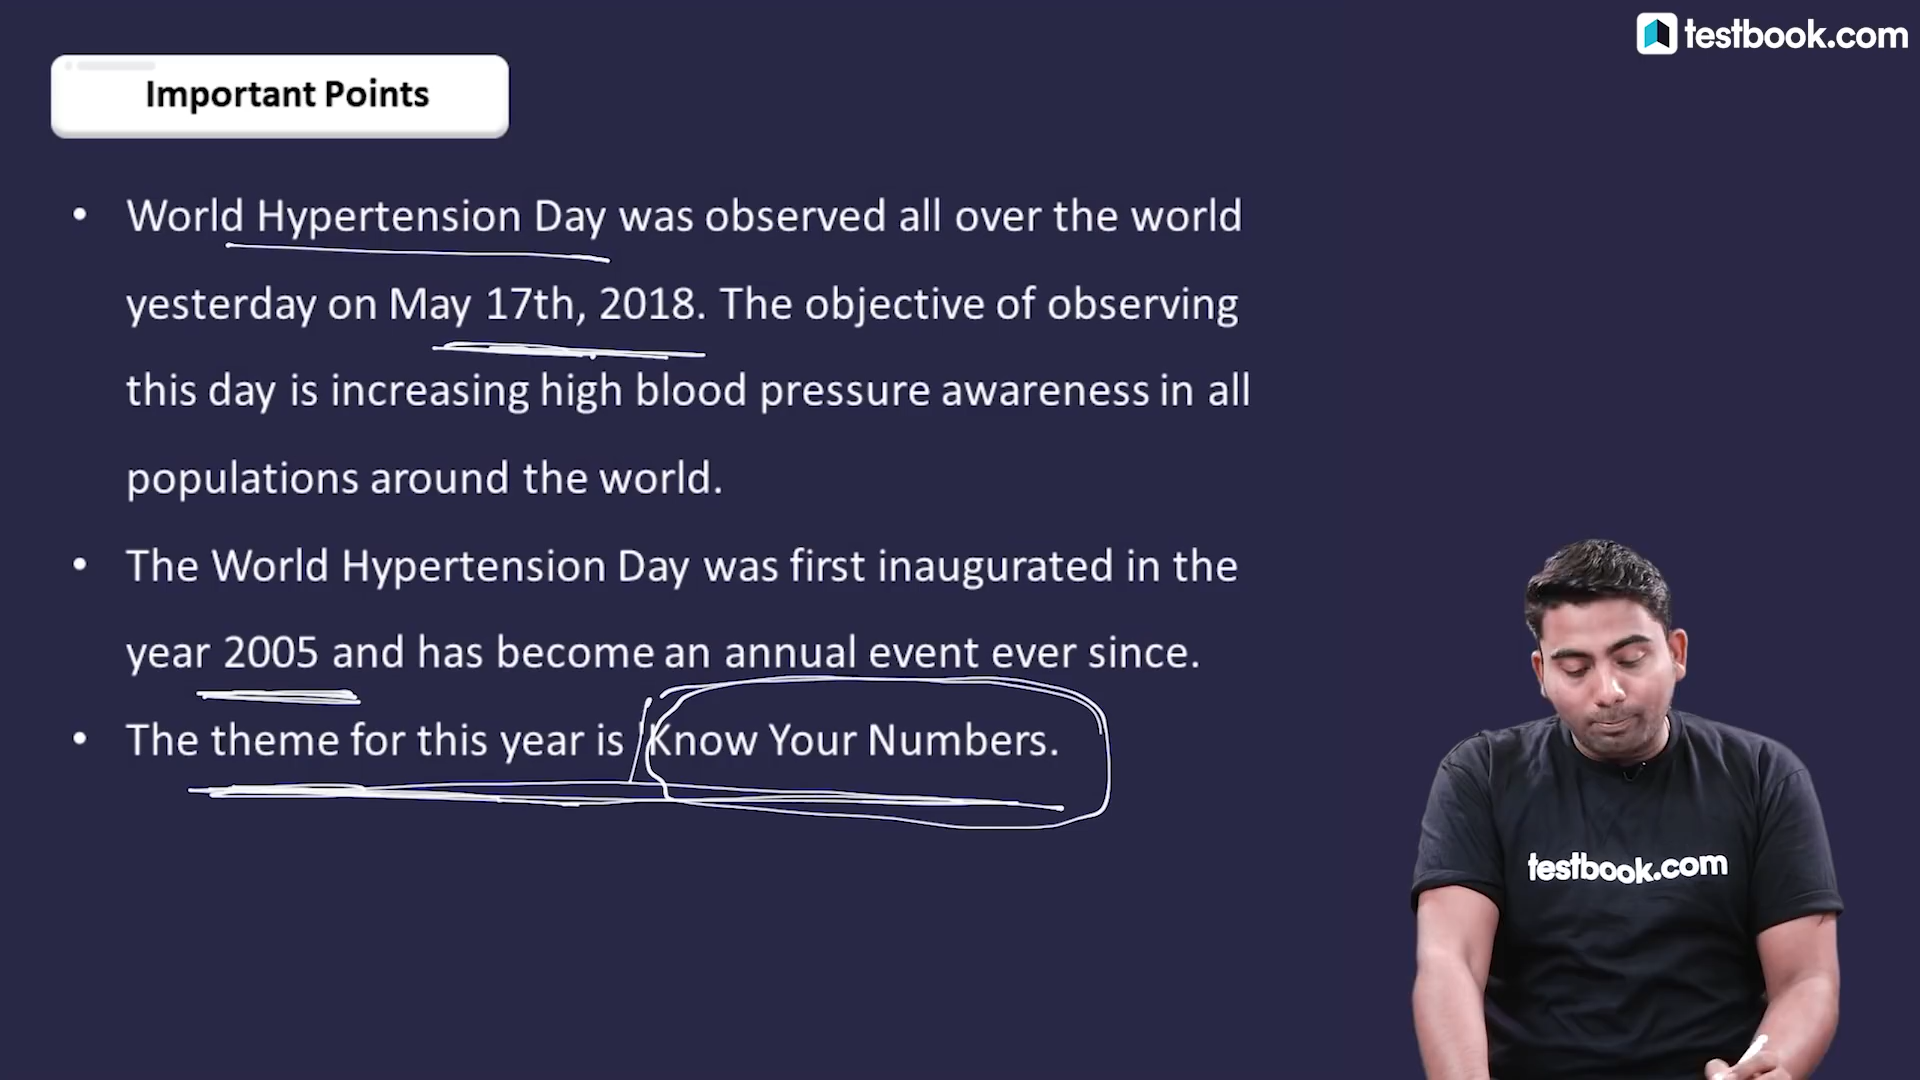 testbook.com
Important Points
• World Hypertension Day was observed all over the world
yesterday on May 17th, 2018. The objective of observing
this day is increasing high blood pressure awareness in all
populations around the world.
• The World Hypertension Day was first inaugurated in the
year 2005 and has become an annual event ever since.
• The theme for this year is 'Know Your Numbers.
testbook.com